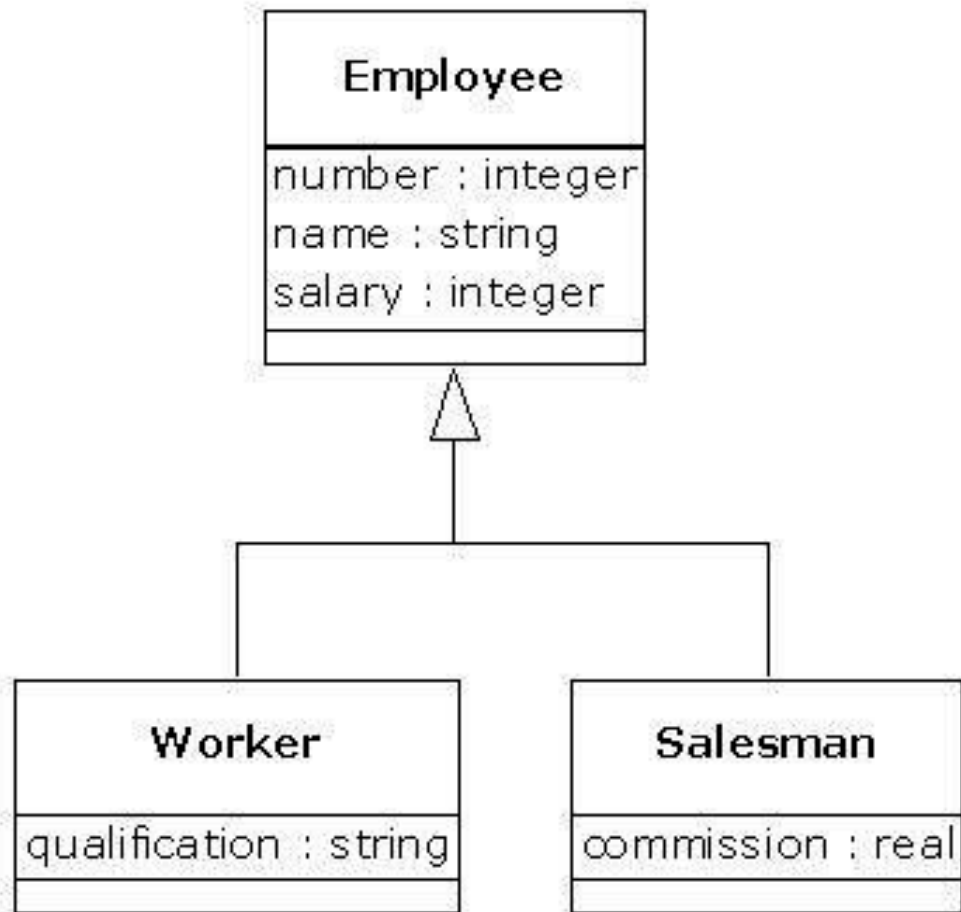 Employee
number : integer
name : string
salary : integer
Worker
qualification : string
Salesman
commission : real